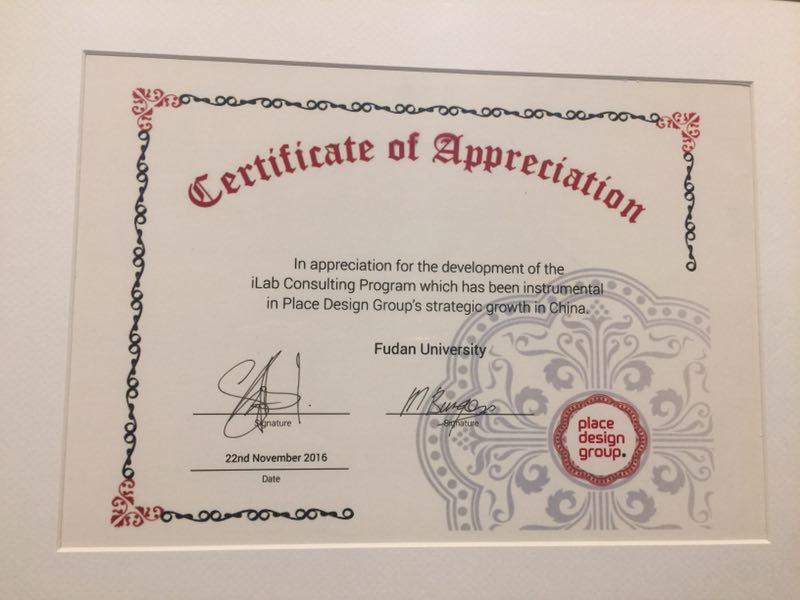 Certificate of Appreciation
In appreciation for the development of the
iLab Consulting Program which has been instrumental
in Place Design Group's strategic growth in China.
Fudan University
M Burgess
Signature
Signature
22nd November 2016
Date
place
design
group.